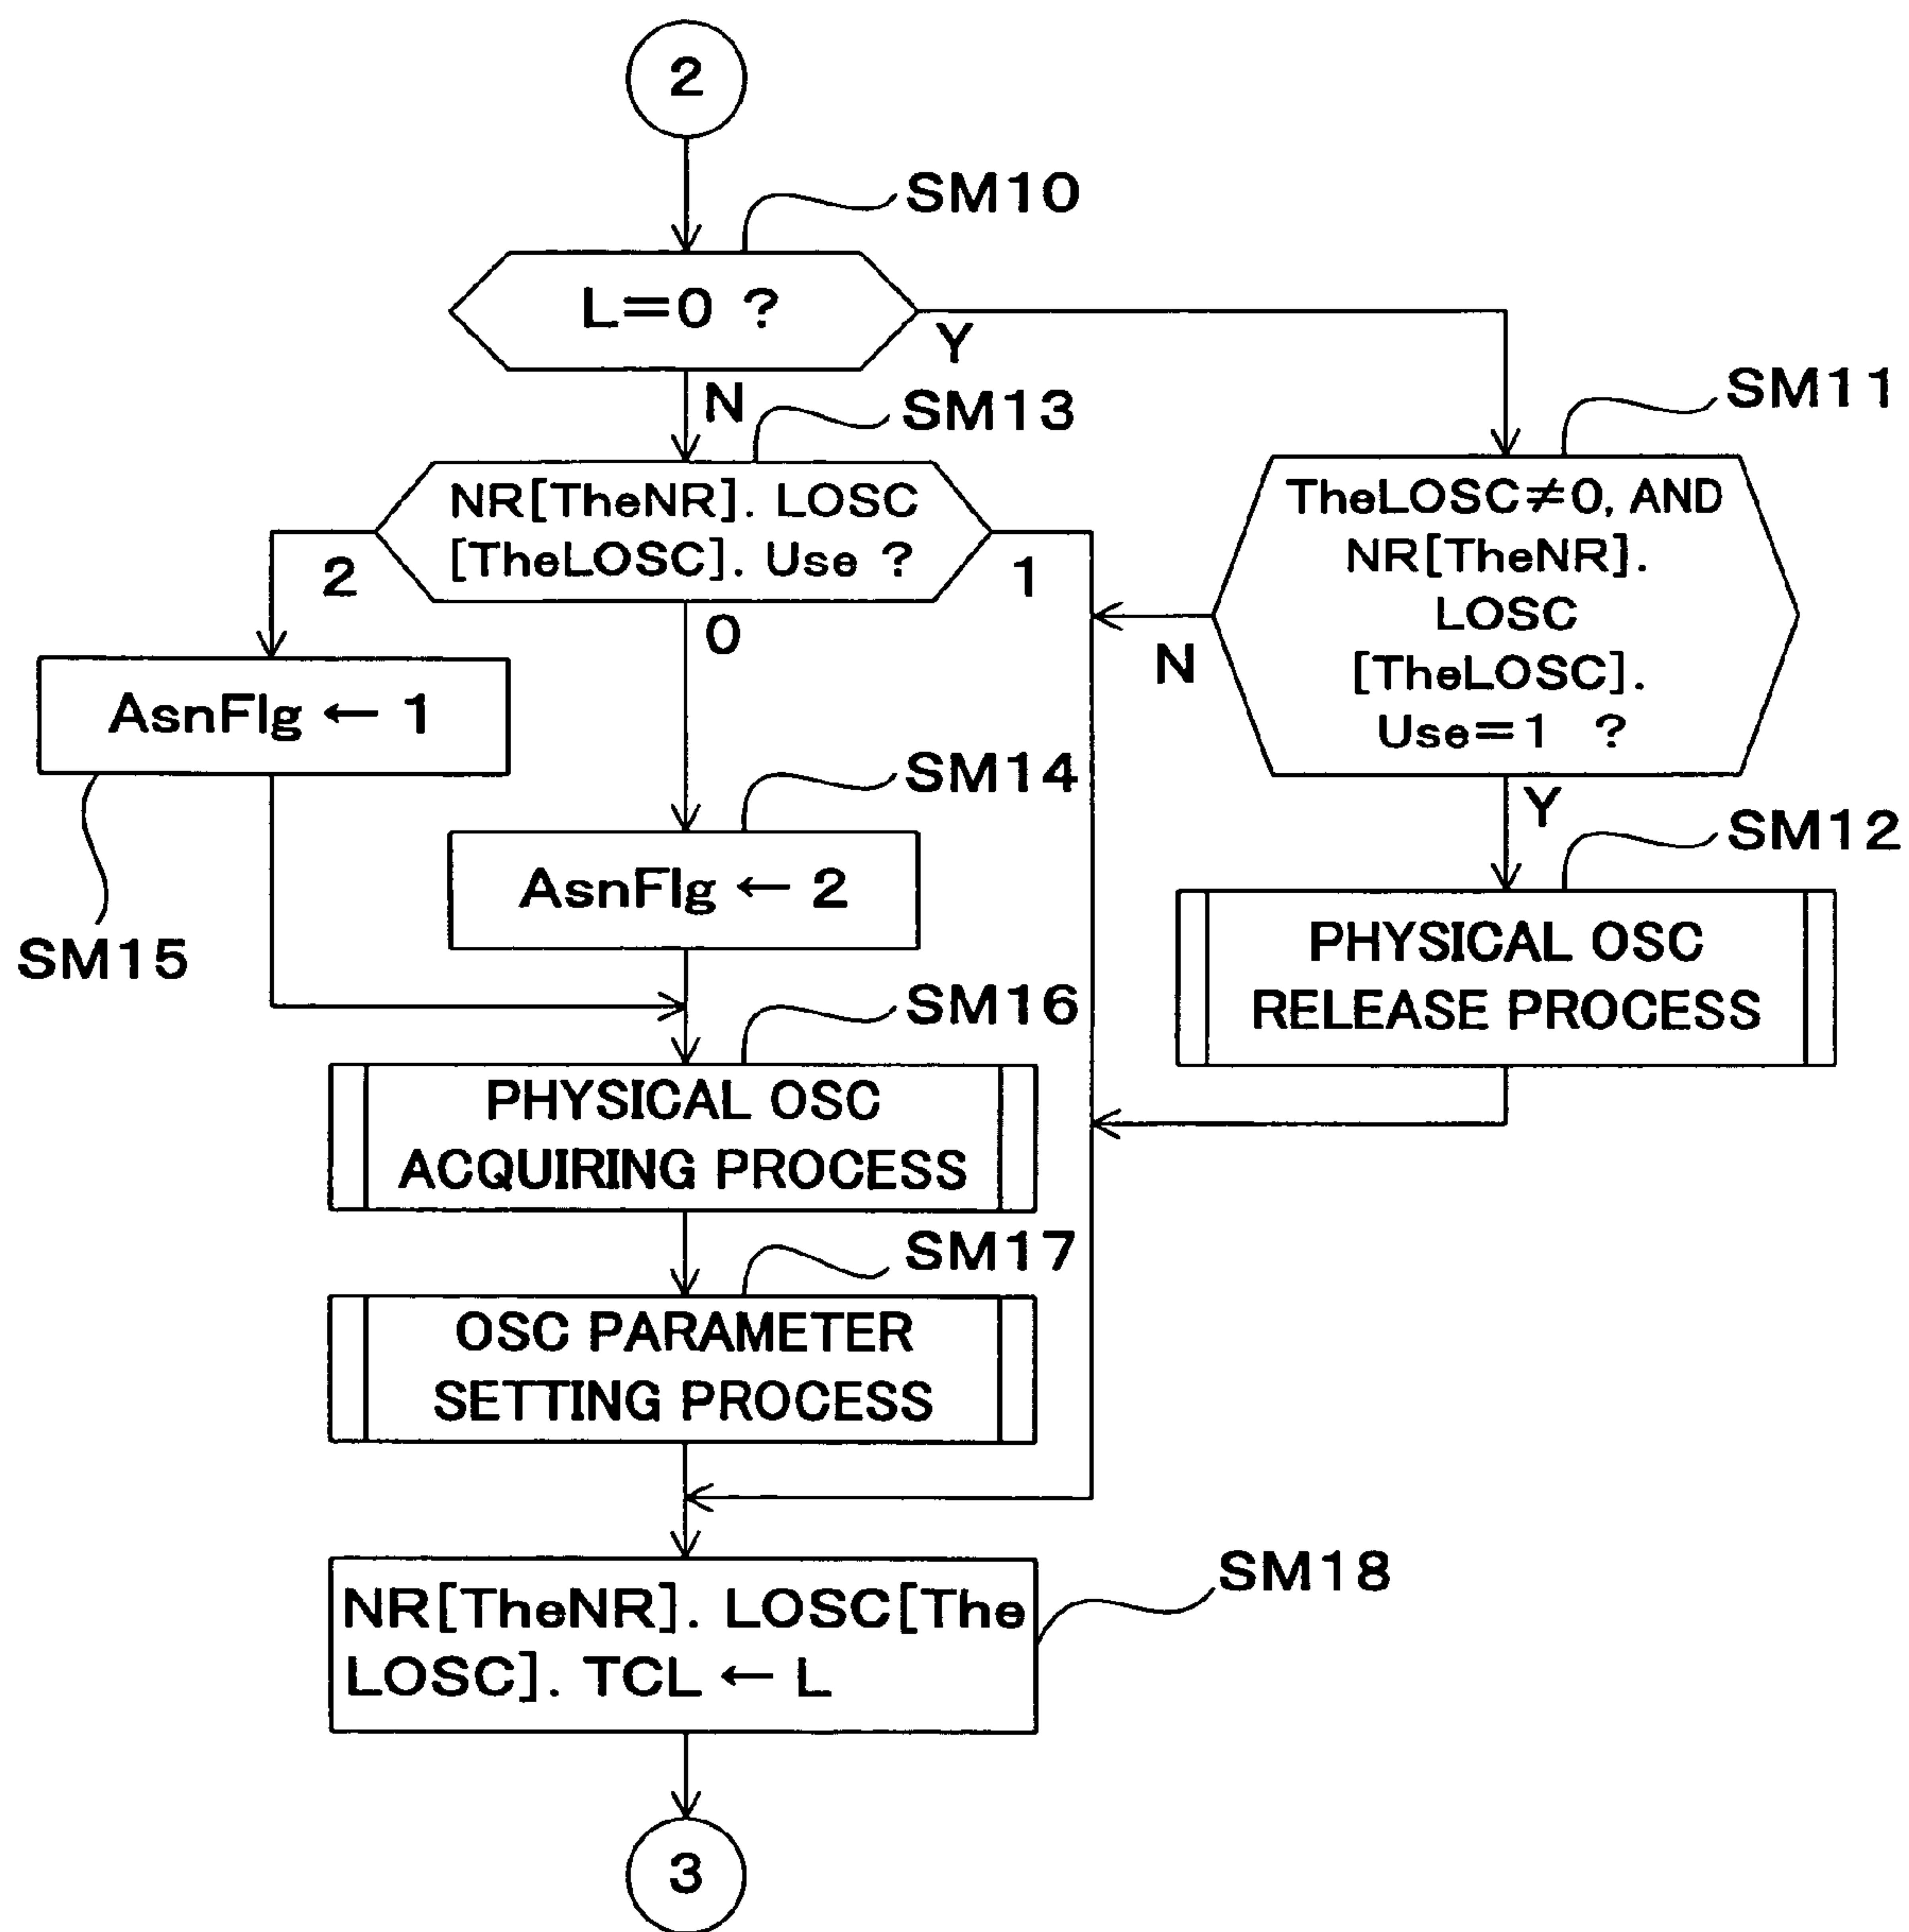 2
SM10
L=0 ?
Y
N
SM13
SM11
NR[TheNR]. LOSC
[TheLOSC]. Use ?
2
0
1
TheLOSC≠0, AND
NR[TheNR].
LOSC
[TheLOSC].
Use=1 ?
N
Y
AsnFlg ← 1
SM15
SM14
AsnFlg ← 2
SM12
PHYSICAL OSC
RELEASE PROCESS
SM16
PHYSICAL OSC
ACQUIRING PROCESS
SM17
OSC PARAMETER
SETTING PROCESS
SM18
NR[TheNR]. LOSC[The
LOSC]. TCL ← L
3